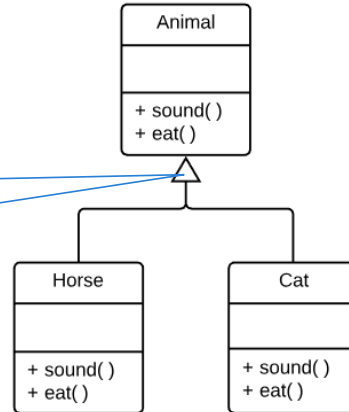 Animal
+ sound( )
+ eat( )
Horse
+ sound( )
+ eat( )
Cat
+ sound( )
+ eat( )